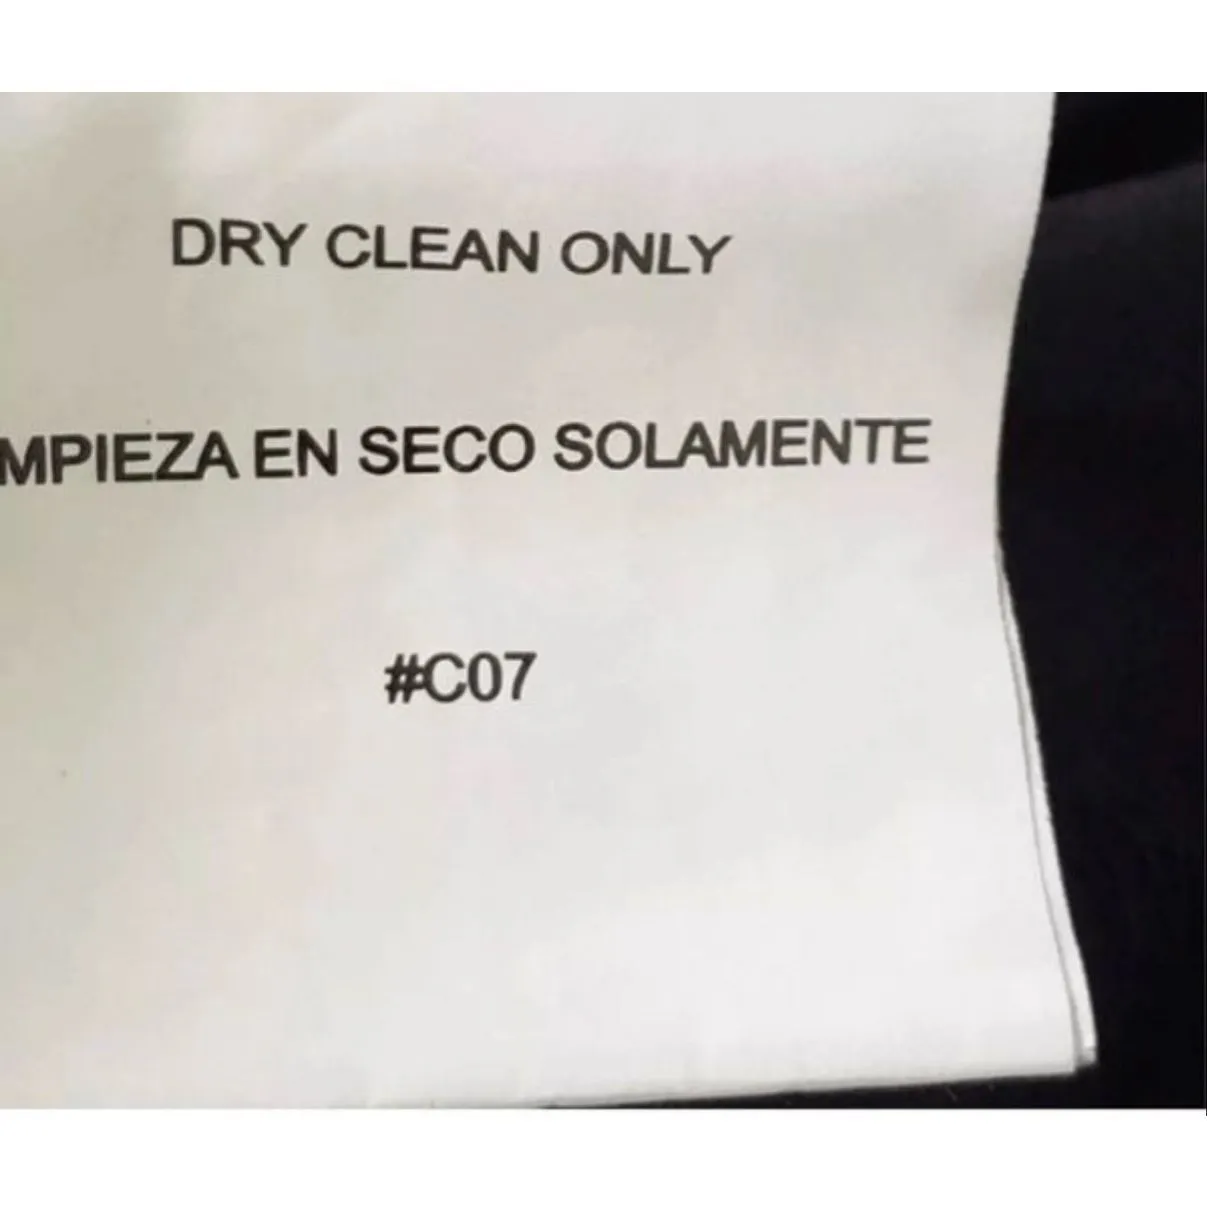 DRY CLEAN ONLY
MPIEZA EN SECO SOLAMENTE
#C07